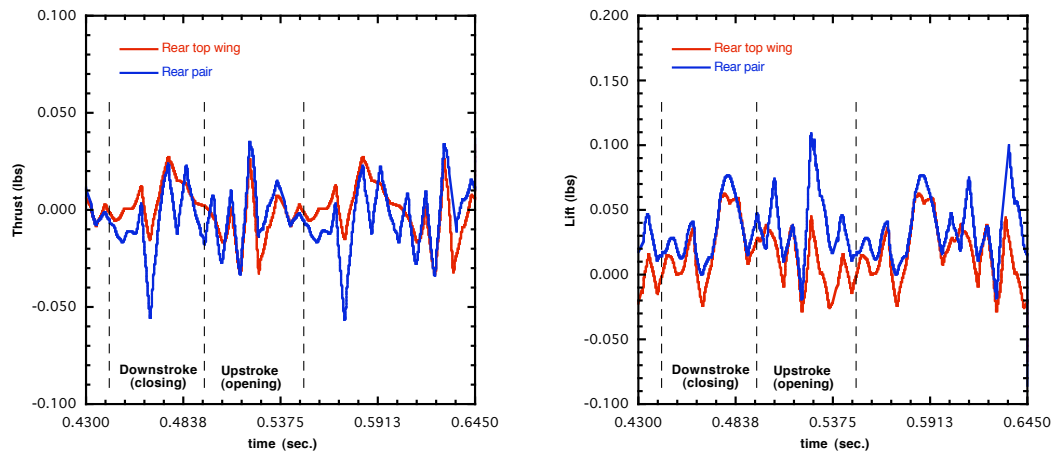 0.100
0.050
0.000
-0.050
-0.100
Thrust (lbs)
Rear top wing
Rear pair
Downstroke
(closing)
Upstroke
(opening)
0.4300
0.4838
0.5375
0.5913
0.6450
time (sec.)
0.200
0.150
0.100
0.050
0.000
-0.050
-0.100
Lift (lbs)
Rear top wing
Rear pair
Downstroke
(closing)
Upstroke
(opening)
0.4300
0.4838
0.5375
0.5913
0.6450
time (sec.)